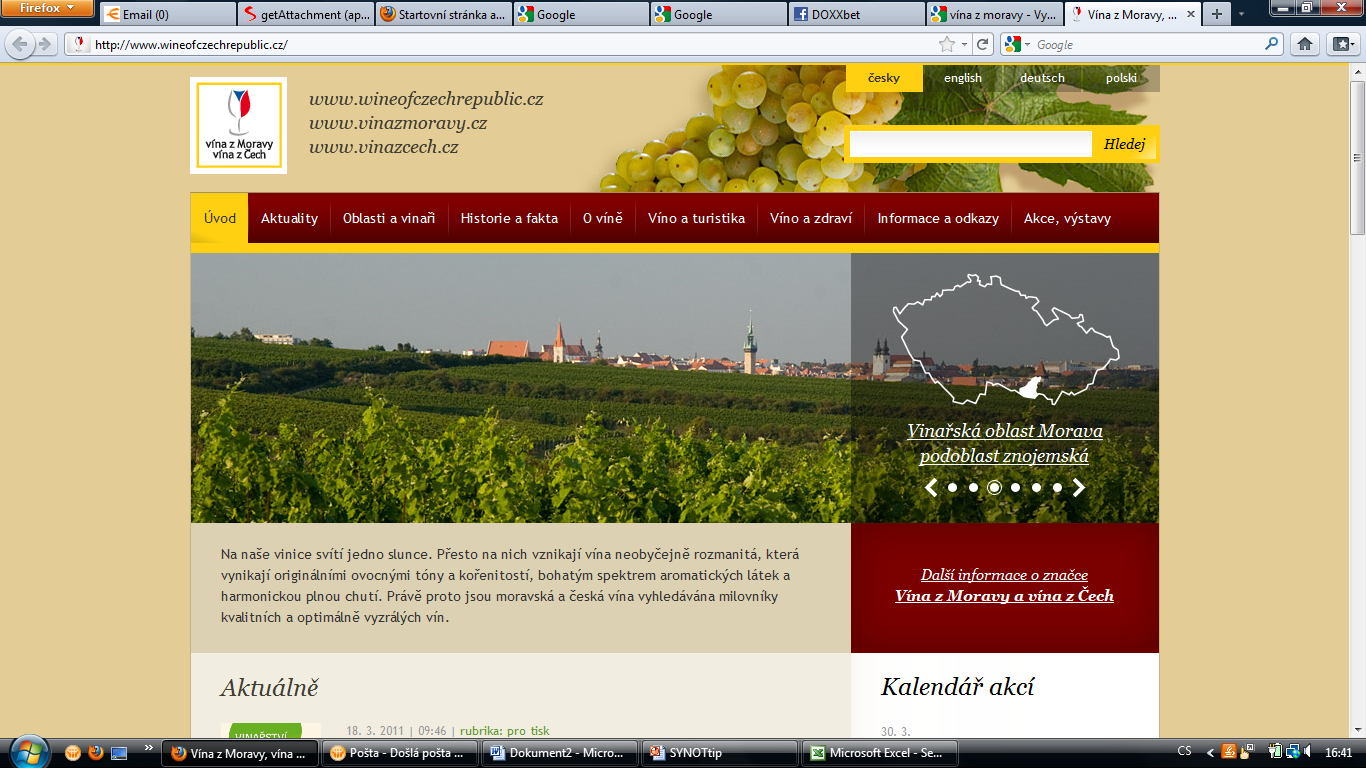 Firefox
Email (0)
getAttachment (ap...
Startovní stránka a...
Google
Google
DOXXbet
vína z moravy - Vy...
Vína z Moravy, ...
http://www.wineofczechrepublic.cz/
Google
česky
english
deutsch
polski
vína z Moravy
vína z Čech
www.wineofczechrepublic.cz
www.vinazmoravy.cz
www.vinazcech.cz
Hledej
Úvod
Aktuality
Oblasti a vinaři
Historie a fakta
O víně
Víno a turistika
Víno a zdraví
Informace a odkazy
Akce, výstavy
Vinařská oblast Morava
podoblast znojemská
Na naše vinice svítí jedno slunce. Přesto na nich vznikají vína neobyčejně rozmanitá, která
vynikají originálními ovocnými tóny a kořenitostí, bohatým spektrem aromatických látek a
harmonickou plnou chutí. Právě proto jsou moravská a česká vína vyhledávána milovníky
kvalitních a optimálně vyzrálých vín.
Další informace o značce
Vína z Moravy a vína z Čech
Aktuálně
Kalendář akcí
VINAŘSTVÍ
18. 3. 2011 | 09:46 | rubrika: pro tisk
30. 3.
Vína z Moravy, vína ...
Pošta - Došlá pošta ...
Dokument2 - Micro...
SYNOTtip
Microsoft Excel - Se...
CS
16:41